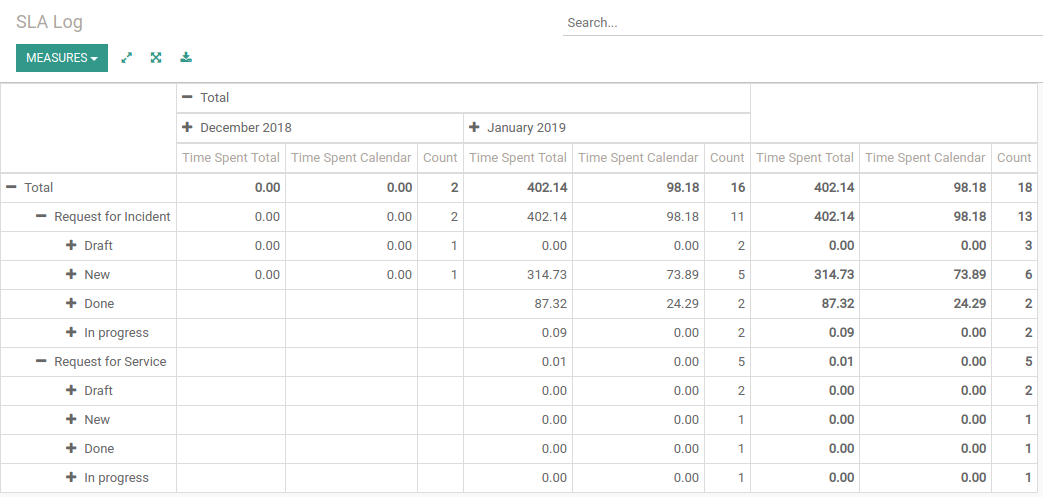 SLA Log
Search...
MEASURES
Total
December 2018 January 2019
Time Spent Total Time Spent Calendar Count Time Spent Total Time Spent Calendar Count Time Spent Total Time Spent Calendar Count
Total 0.00 0.00 2 402.14 98.18 16 402.14 98.18 18
Request for Incident 0.00 0.00 2 402.14 98.18 11 402.14 98.18 13
Draft 0.00 0.00 1 0.00 0.00 2 0.00 0.00 3
New 0.00 0.00 1 314.73 73.89 5 314.73 73.89 6
Done 87.32 24.29 2 87.32 24.29 2
In progress 0.09 0.00 2 0.09 0.00 2
Request for Service 0.01 0.00 5 0.01 0.00 5
Draft 0.00 0.00 2 0.00 0.00 2
New 0.00 0.00 1 0.00 0.00 1
Done 0.00 0.00 1 0.00 0.00 1
In progress 0.00 0.00 1 0.00 0.00 1